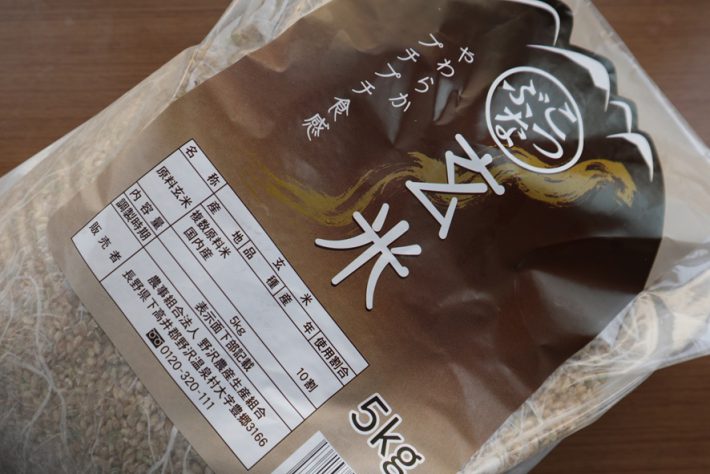 こつぶな
玄米
やわらか
プチプチ
食感
名称 玄米
原料玄米
産地 品種 産年 使用割合
複数原料米
国内産 10割
内容量 5kg
調製時期 表示面下部記載
販売者
農事組合法人 野沢農産生産組合
長野県下高井郡野沢温泉村大字豊郷3166
0120-320-111
5kg